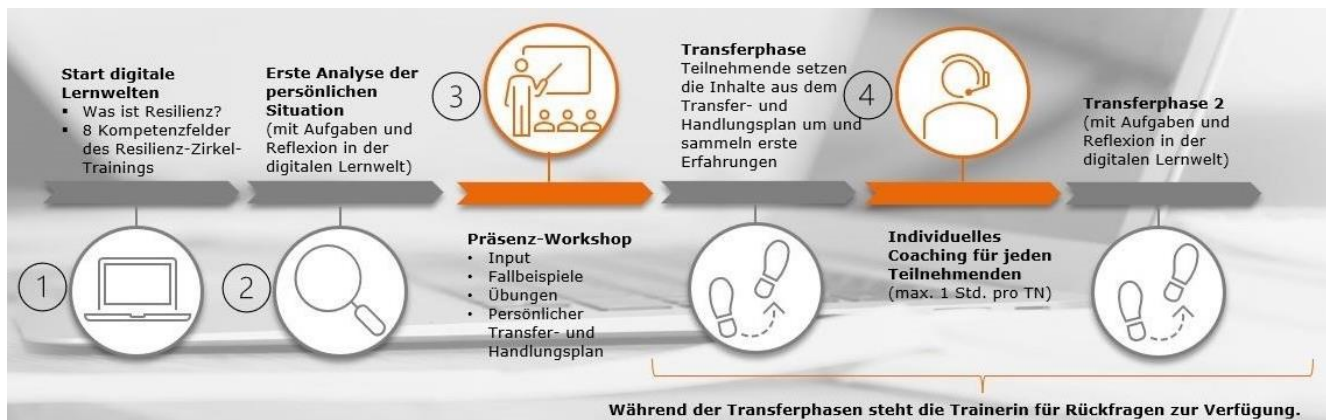 Start digitale
Lernwelten
▪ Was ist Resilienz?
▪ 8 Kompetenzfelder
des Resilienz-Zirkel-
Trainings
1
Erste Analyse der
persönlichen
Situation
(mit Aufgaben und
Reflexion in der
digitalen Lernwelt)
2
3
Präsenz-Workshop
• Input
• Fallbeispiele
• Übungen
• Persönlicher
Transfer- und
Handlungsplan
Transferphase
Teilnehmende setzen
die Inhalte aus dem
Transfer- und
Handlungsplan um und
sammeln erste
Erfahrungen
4
Individuelles
Coaching für jeden
Teilnehmenden
(max. 1 Std. pro TN)
Transferphase 2
(mit Aufgaben und
Reflexion in der
digitalen Lernwelt)
Während der Transferphasen steht die Trainerin für Rückfragen zur Verfügung.